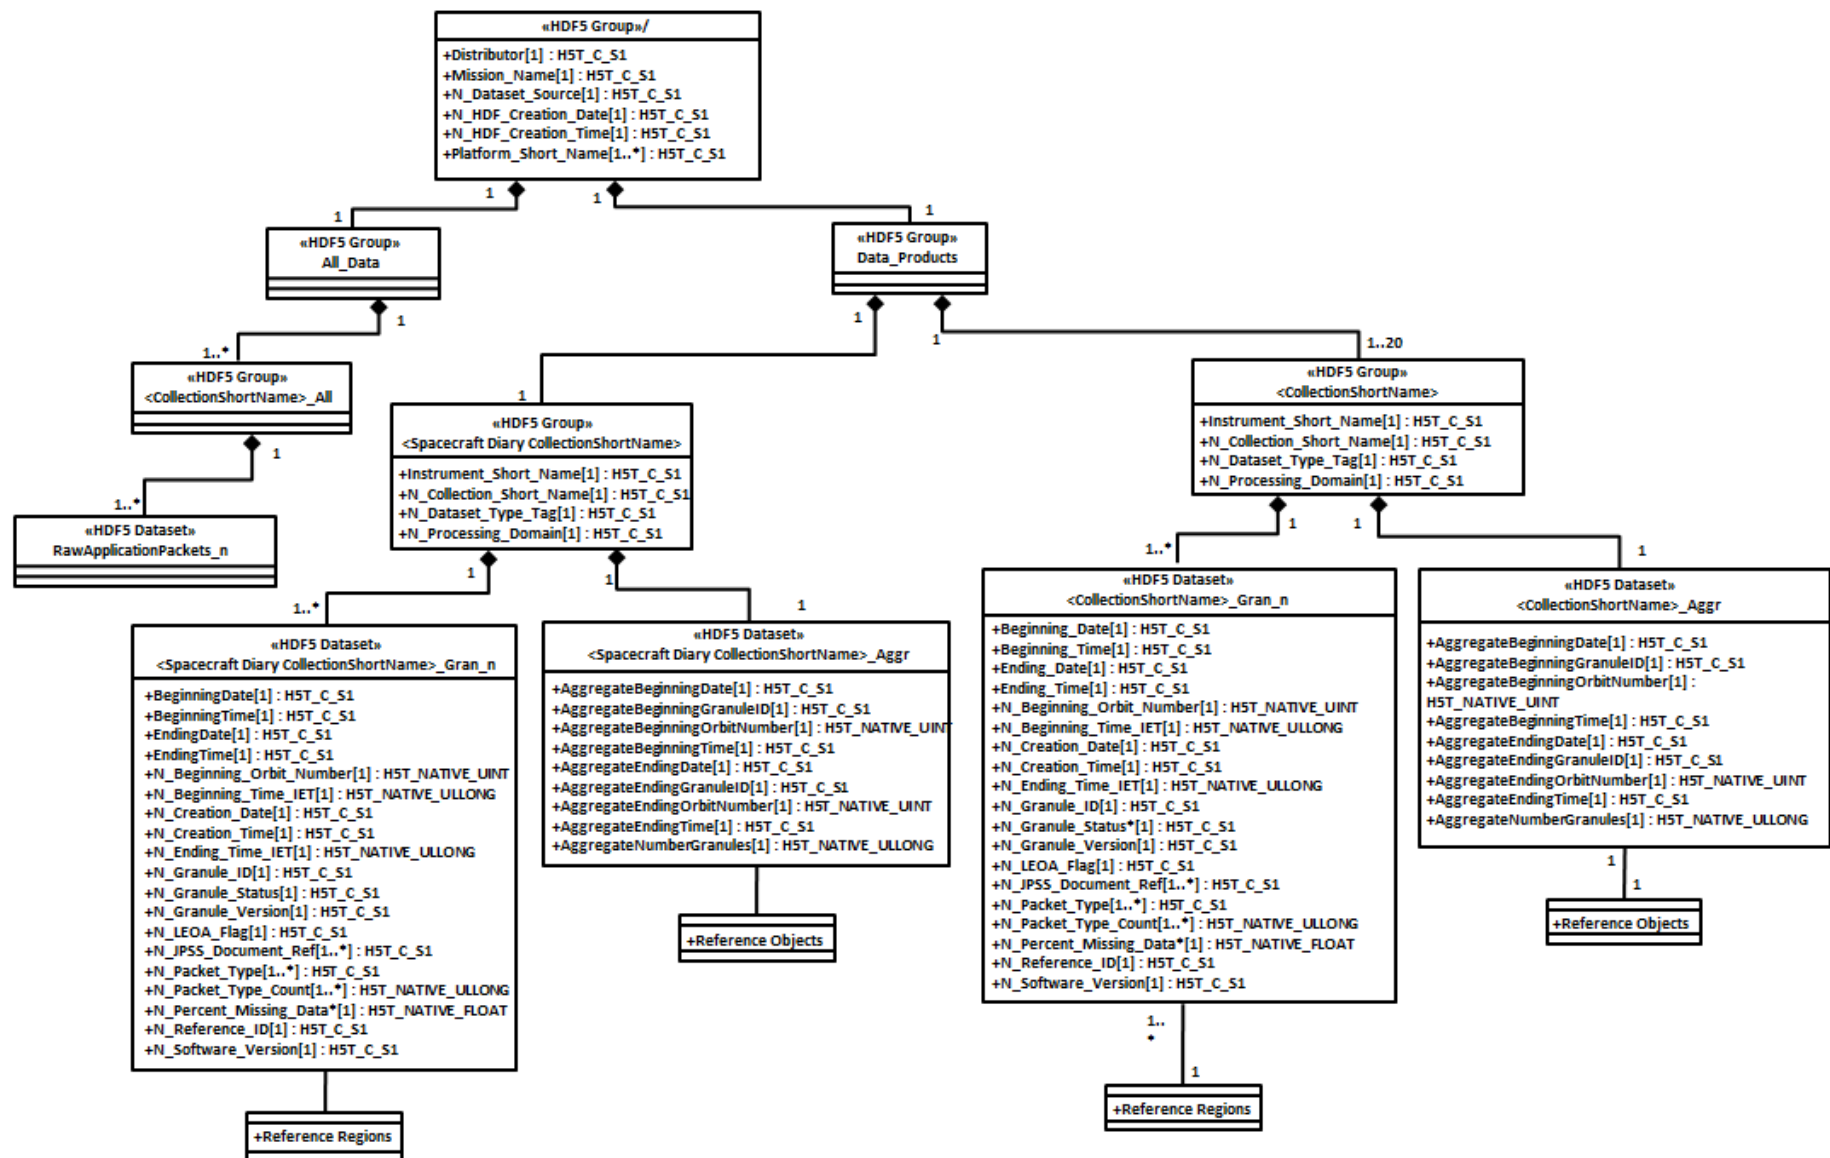 «HDF5 Group»/
+Distributor[1] : H5T_C_S1
+Mission_Name[1] : H5T_C_S1
+N_Dataset_Source[1] : H5T_C_S1
+N_HDF_Creation_Date[1] : H5T_C_S1
+N_HDF_Creation_Time[1] : H5T_C_S1
+Platform_Short_Name[1..*] : H5T_C_S1
1
1
1
1
«HDF5 Group»
All_Data
«HDF5 Group»
Data_Products
1
1..*
1
1
1
1..20
«HDF5 Group»
<CollectionShortName>_All
1
1..*
«HDF5 Dataset»
RawApplicationPackets_n
«HDF5 Group»
<Spacecraft Diary CollectionShortName>
+Instrument_Short_Name[1] : H5T_C_S1
+N_Collection_Short_Name[1] : H5T_C_S1
+N_Dataset_Type_Tag[1] : H5T_C_S1
+N_Processing_Domain[1] : H5T_C_S1
1
1
1..*
1
«HDF5 Group»
<CollectionShortName>
+Instrument_Short_Name[1] : H5T_C_S1
+N_Collection_Short_Name[1] : H5T_C_S1
+N_Dataset_Type_Tag[1] : H5T_C_S1
+N_Processing_Domain[1] : H5T_C_S1
1
1
1..*
1
«HDF5 Dataset»
<Spacecraft Diary CollectionShortName>_Gran_n
+BeginningDate[1] : H5T_C_S1
+BeginningTime[1] : H5T_C_S1
+EndingDate[1] : H5T_C_S1
+EndingTime[1] : H5T_C_S1
+N_Beginning_Orbit_Number[1] : H5T_NATIVE_UINT
+N_Beginning_Time_IET[1] : H5T_NATIVE_ULLONG
+N_Creation_Date[1] : H5T_C_S1
+N_Creation_Time[1] : H5T_C_S1
+N_Ending_Time_IET[1] : H5T_NATIVE_ULLONG
+N_Granule_ID[1] : H5T_C_S1
+N_Granule_Status[1] : H5T_C_S1
+N_Granule_Version[1] : H5T_C_S1
+N_LEOA_Flag[1] : H5T_C_S1
+N_JPSS_Document_Ref[1..*] : H5T_C_S1
+N_Packet_Type[1..*] : H5T_C_S1
+N_Packet_Type_Count[1..*] : H5T_NATIVE_ULLONG
+N_Percent_Missing_Data*[1] : H5T_NATIVE_FLOAT
+N_Reference_ID[1] : H5T_C_S1
+N_Software_Version[1] : H5T_C_S1
+Reference Regions
«HDF5 Dataset»
<Spacecraft Diary CollectionShortName>_Aggr
+AggregateBeginningDate[1] : H5T_C_S1
+AggregateBeginningGranuleID[1] : H5T_C_S1
+AggregateBeginningOrbitNumber[1] : H5T_NATIVE_UINT
+AggregateBeginningTime[1] : H5T_C_S1
+AggregateEndingDate[1] : H5T_C_S1
+AggregateEndingGranuleID[1] : H5T_C_S1
+AggregateEndingOrbitNumber[1] : H5T_NATIVE_UINT
+AggregateEndingTime[1] : H5T_C_S1
+AggregateNumberGranules[1] : H5T_NATIVE_ULLONG
+Reference Objects
«HDF5 Dataset»
<CollectionShortName>_Gran_n
+Beginning_Date[1] : H5T_C_S1
+Beginning_Time[1] : H5T_C_S1
+Ending_Date[1] : H5T_C_S1
+Ending_Time[1] : H5T_C_S1
+N_Beginning_Orbit_Number[1] : H5T_NATIVE_UINT
+N_Beginning_Time_IET[1] : H5T_NATIVE_ULLONG
+N_Creation_Date[1] : H5T_C_S1
+N_Creation_Time[1] : H5T_C_S1
+N_Ending_Time_IET[1] : H5T_NATIVE_ULLONG
+N_Granule_ID[1] : H5T_C_S1
+N_Granule_Status*[1] : H5T_C_S1
+N_Granule_Version[1] : H5T_C_S1
+N_LEOA_Flag[1] : H5T_C_S1
+N_JPSS_Document_Ref[1..*] : H5T_C_S1
+N_Packet_Type[1..*] : H5T_C_S1
+N_Packet_Type_Count[1..*] : H5T_NATIVE_ULLONG
+N_Percent_Missing_Data*[1] : H5T_NATIVE_FLOAT
+N_Reference_ID[1] : H5T_C_S1
+N_Software_Version[1] : H5T_C_S1
1..
*
1
+Reference Regions
«HDF5 Dataset»
<CollectionShortName>_Aggr
+AggregateBeginningDate[1] : H5T_C_S1
+AggregateBeginningGranuleID[1] : H5T_C_S1
+AggregateBeginningOrbitNumber[1] :
H5T_NATIVE_UINT
+AggregateBeginningTime[1] : H5T_C_S1
+AggregateEndingDate[1] : H5T_C_S1
+AggregateEndingGranuleID[1] : H5T_C_S1
+AggregateEndingOrbitNumber[1] : H5T_NATIVE_UINT
+AggregateEndingTime[1] : H5T_C_S1
+AggregateNumberGranules[1] : H5T_NATIVE_ULLONG
1
1
+Reference Objects